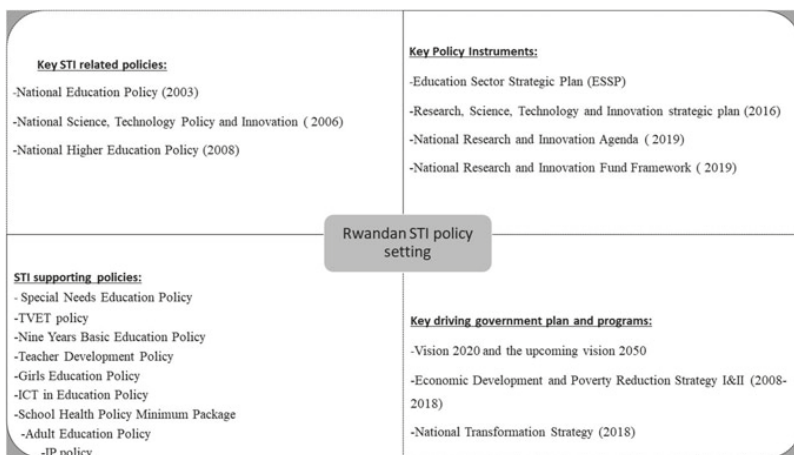 Key STI related policies:
-National Education Policy (2003)
-National Science, Technology Policy and Innovation ( 2006)
-National Higher Education Policy (2008)
Key Policy Instruments:
-Education Sector Strategic Plan (ESSP)
-Research, Science, Technology and Innovation strategic plan (2016)
-National Research and Innovation Agenda ( 2019)
-National Research and Innovation Fund Framework ( 2019)
Rwandan STI policy
setting
STI supporting policies:
- Special Needs Education Policy
-TVET policy
-Nine Years Basic Education Policy
-Teacher Development Policy
-Girls Education Policy
-ICT in Education Policy
-School Health Policy Minimum Package
-Adult Education Policy
-IP policy
Key driving government plan and programs:
-Vision 2020 and the upcoming vision 2050
-Economic Development and Poverty Reduction Strategy I&II (2008-
2018)
-National Transformation Strategy (2018)